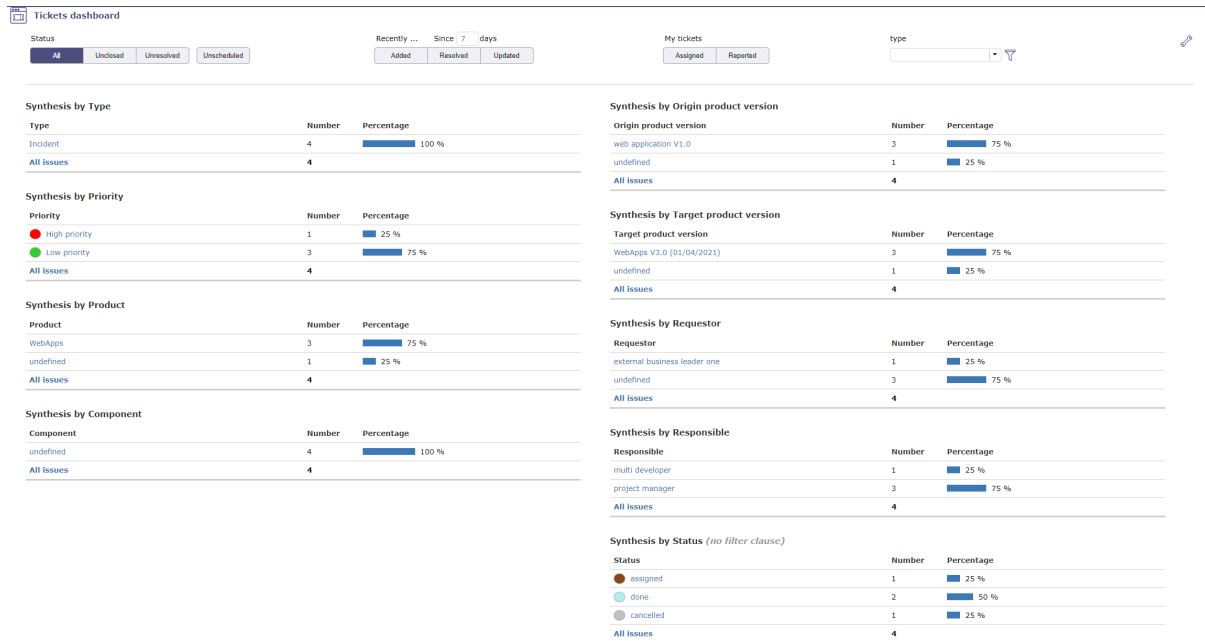 Tickets dashboard
Status
All Unclosed Unresolved Unscheduled
Recently ... Since 7 days
Added Resolved Updated
My tickets
Assigned Reported
type
Synthesis by Type
Type Number Percentage
Incident 4 100 %
All issues 4
Synthesis by Priority
Priority Number Percentage
High priority 1 25 %
Low priority 3 75 %
All issues 4
Synthesis by Product
Product Number Percentage
WebApps 3 75 %
undefined 1 25 %
All issues 4
Synthesis by Component
Component Number Percentage
undefined 4 100 %
All issues 4
Synthesis by Origin product version
Origin product version Number Percentage
web application V1.0 3 75 %
undefined 1 25 %
All issues 4
Synthesis by Target product version
Target product version Number Percentage
WebApps V3.0 (01/04/2021) 3 75 %
undefined 1 25 %
All issues 4
Synthesis by Requestor
Requestor Number Percentage
external business leader one 1 25 %
undefined 3 75 %
All issues 4
Synthesis by Responsible
Responsible Number Percentage
multi developer 1 25 %
project manager 3 75 %
All issues 4
Synthesis by Status (no filter clause)
Status Number Percentage
assigned 1 25 %
done 2 50 %
cancelled 1 25 %
All issues 4